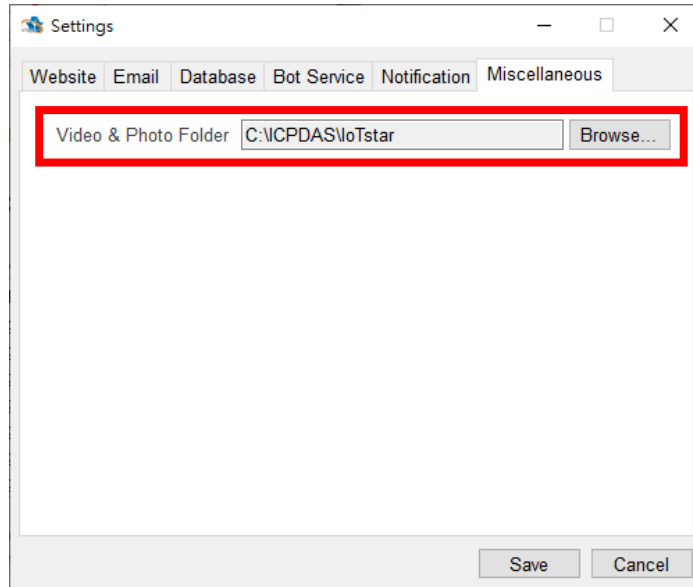 Settings
Website Email Database Bot Service Notification Miscellaneous
Video & Photo Folder C:\ICPDAS\IoTstar Browse...
Save Cancel